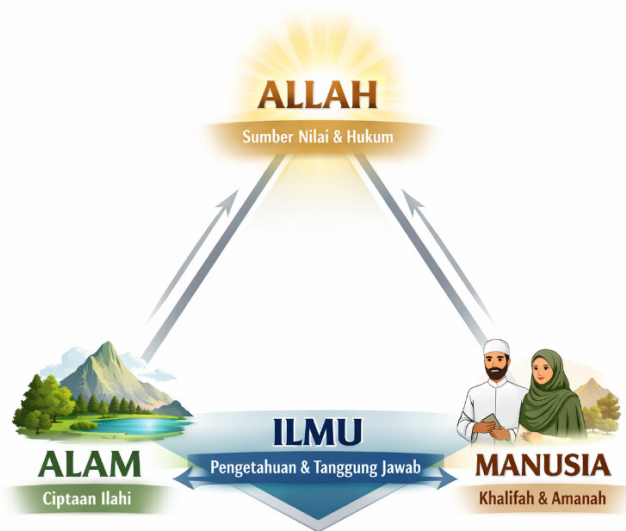 ALLAH
Sumber Nilai & Hukum
ILMU
Pengetahuan & Tanggung Jawab
ALAM
Ciptaan Ilahi
MANUSIA
Khalifah & Amanah